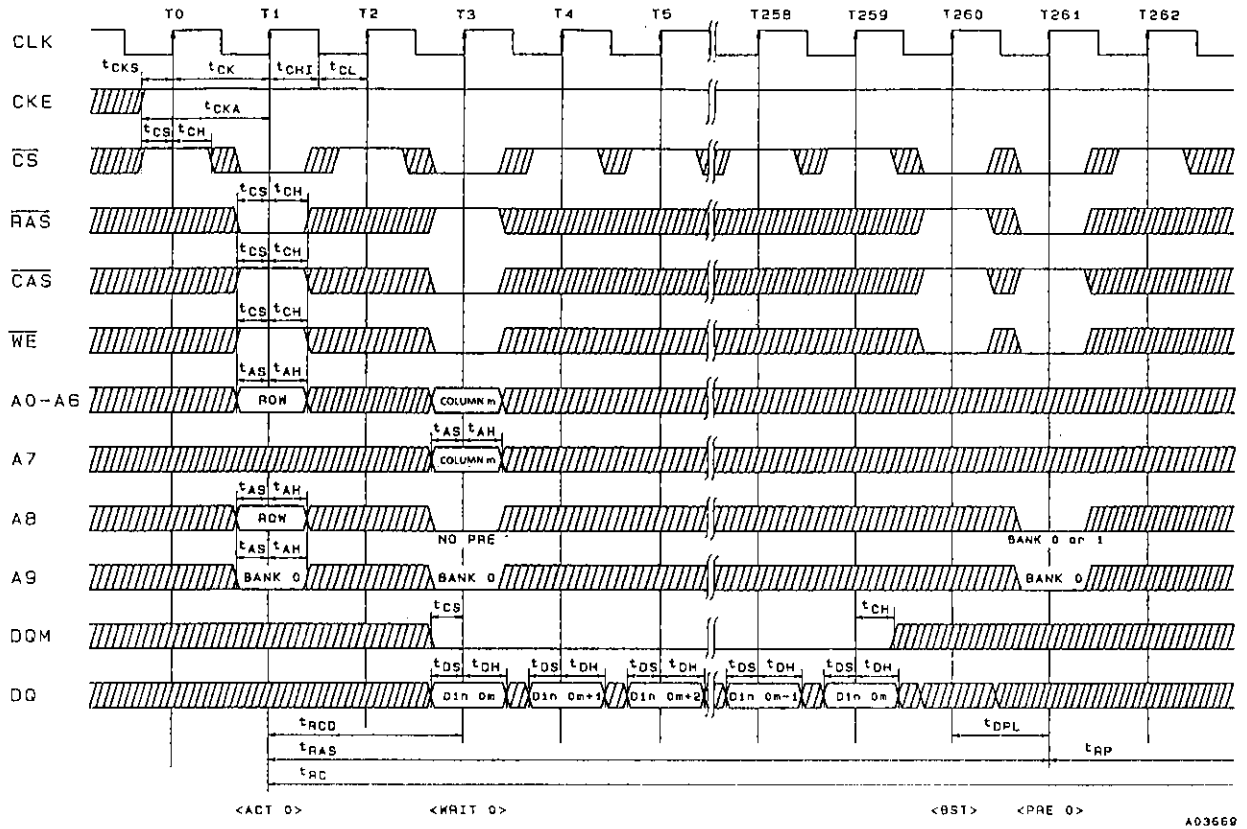 T0 T1 T2 T3 T4 T5 T258 T259 T260 T261 T262
CLK
tCKS tCK tCHI tCL
CKE
tCKA
tCS tCH
CS
tCS tCH
RAS
tCS tCH
CAS
tCS tCH
WE
tAS tAH
A0-A6 ROW COLUMN m
tAS tAH
A7 COLUMN m
tAS tAH
A8 ROW
NO PRE BANK 0 or 1
tAS tAH
A9 BANK 0 BANK 0 BANK 0
tCS tCH
DQM
tDS tDH tDS tDH tDS tDH tDS tDH tDS tDH
DQ Din 0m Din 0m+1 Din 0m+2 Din 0m-1 Din 0m
tRCD tDPL
tRAS tRP
tRC
<ACT 0> <WRIT 0> <BST> <PRE 0>
A03669